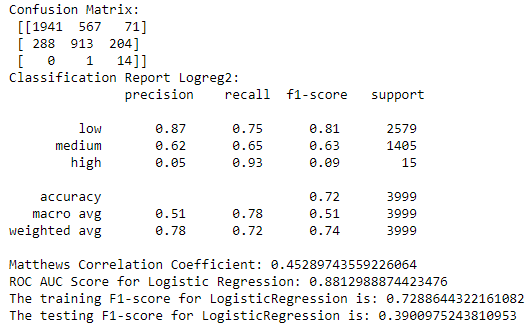 Confusion Matrix:
[[1941 567 71]
[ 288 913 204]
[ 0 1 14]]
Classification Report Logreg2:
precision recall f1-score support
low 0.87 0.75 0.81 2579
medium 0.62 0.65 0.63 1405
high 0.05 0.93 0.09 15
accuracy 0.72 3999
macro avg 0.51 0.78 0.51 3999
weighted avg 0.78 0.72 0.74 3999
Matthews Correlation Coefficient: 0.45289743559226064
ROC AUC Score for Logistic Regression: 0.8812988874423476
The training F1-score for LogisticRegression is: 0.7288644322161082
The testing F1-score for LogisticRegression is: 0.3900975243810953